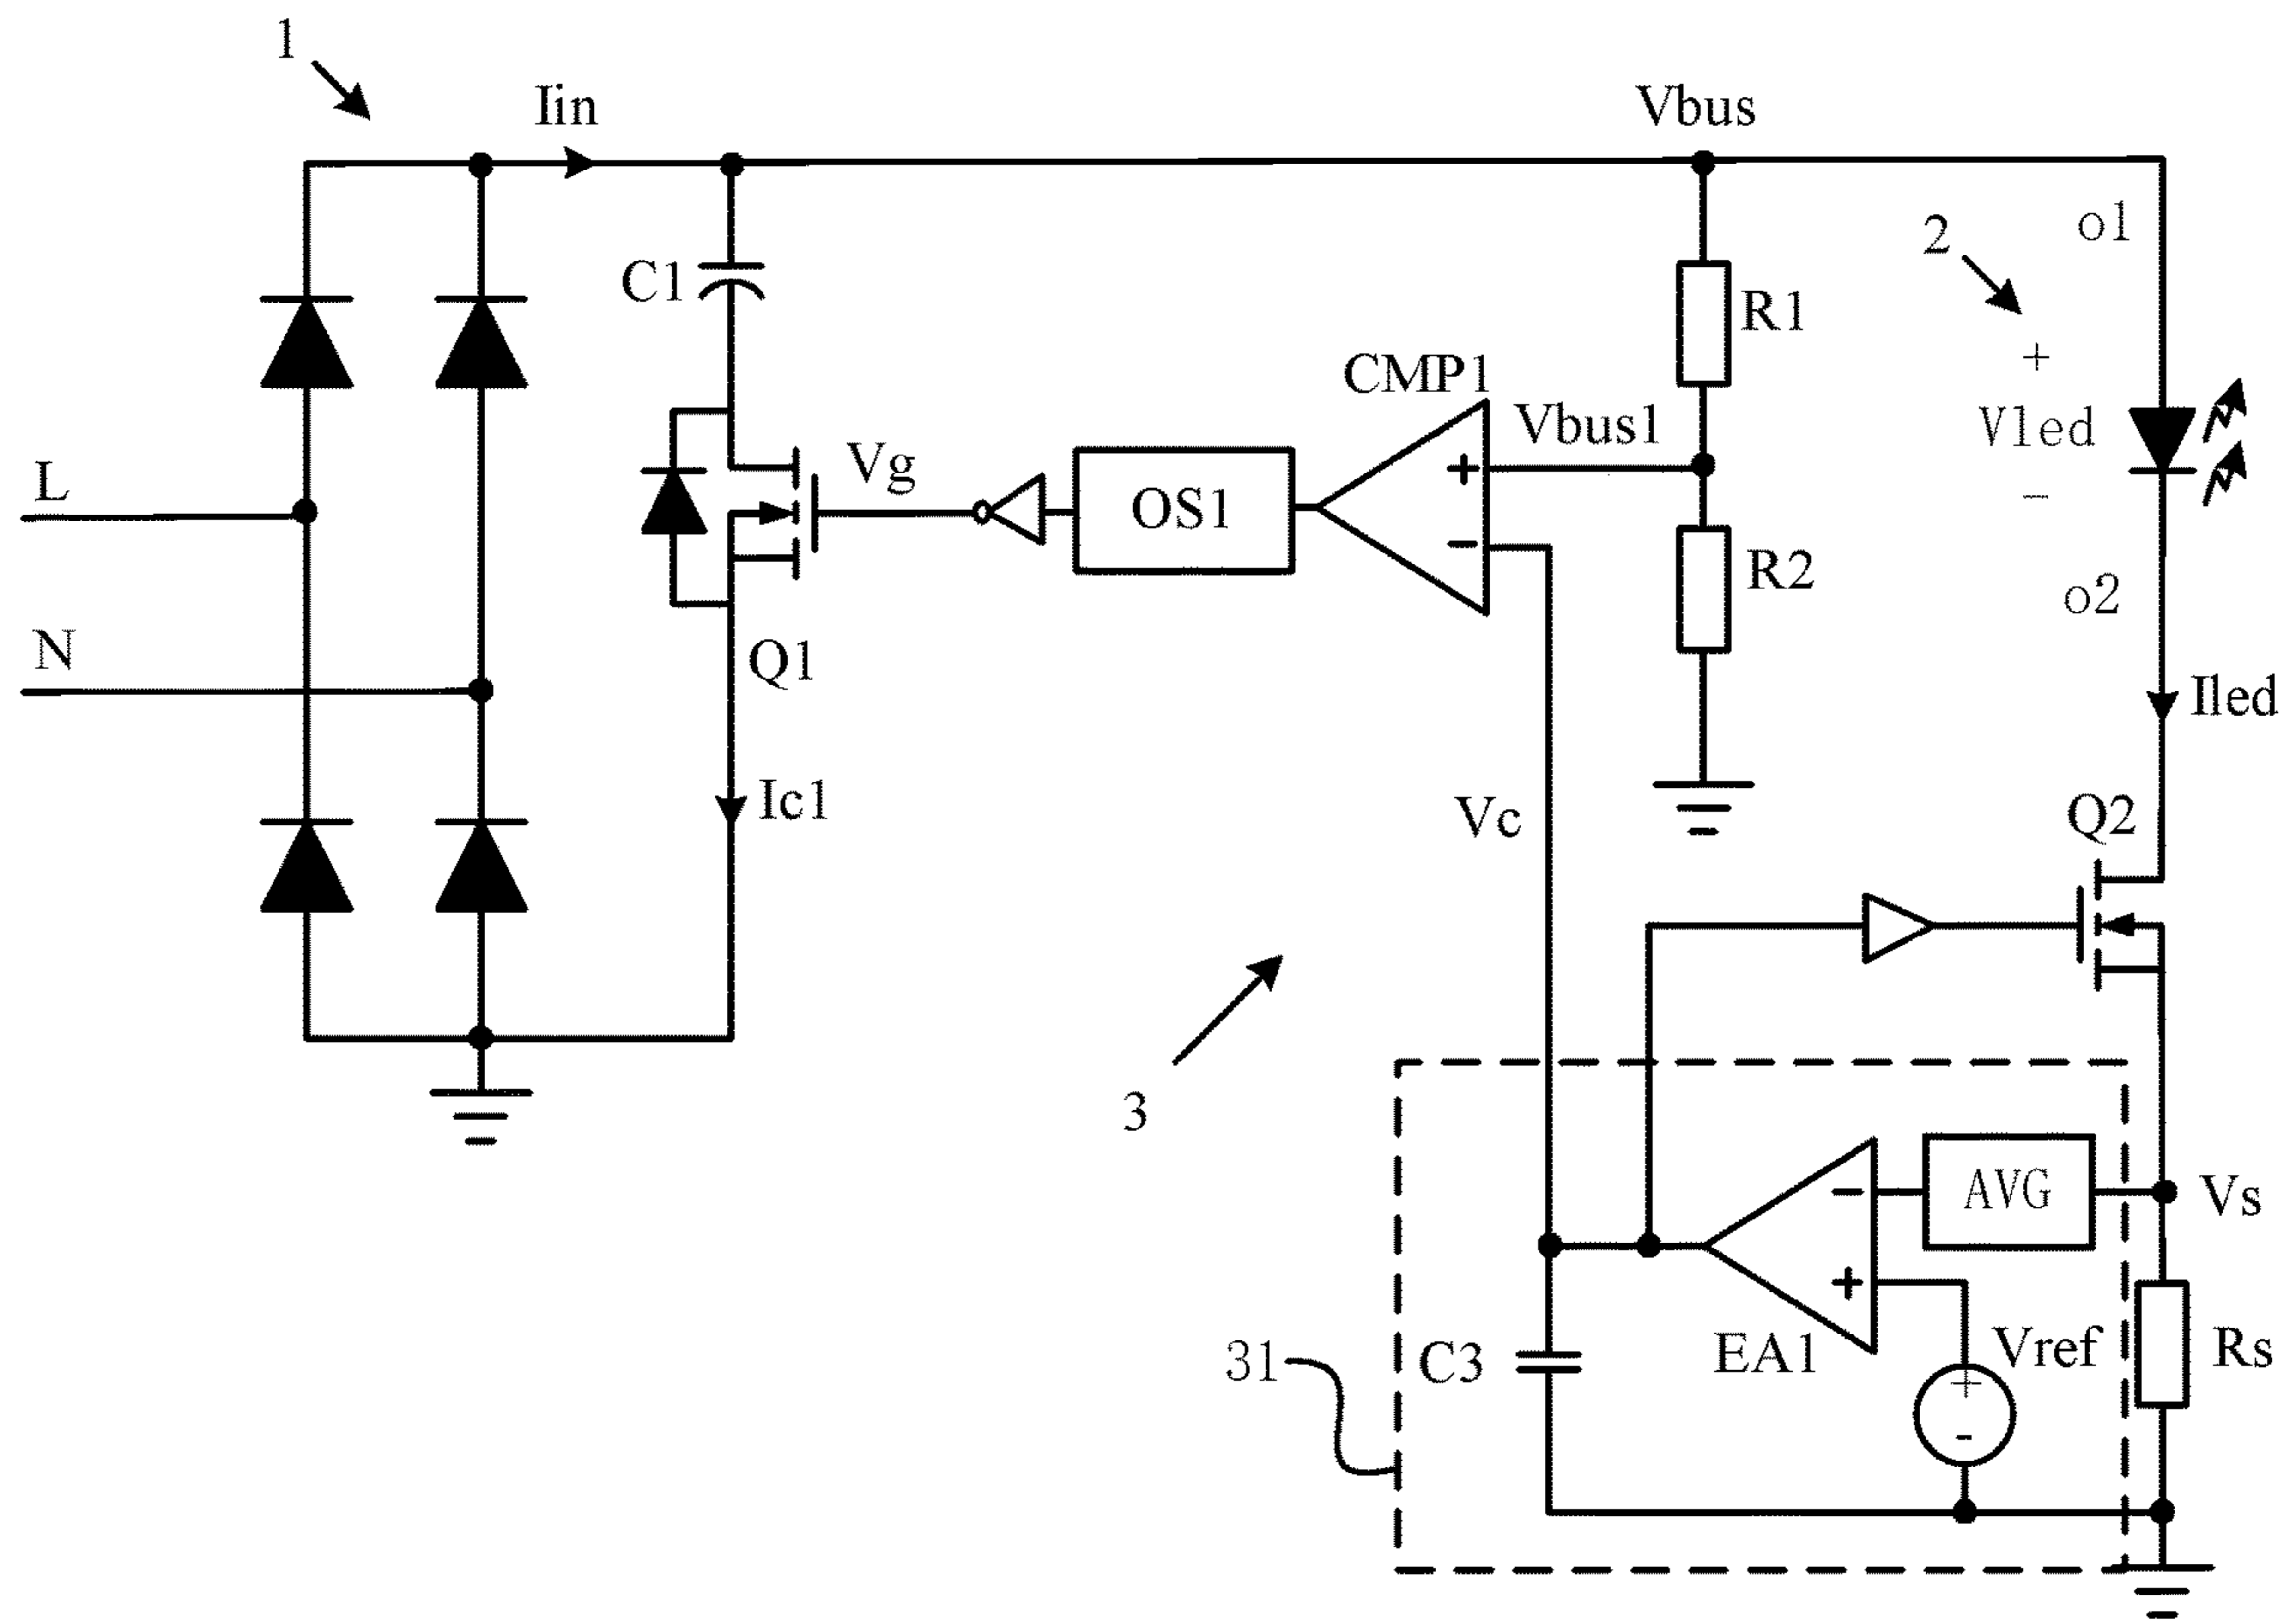 1
Iin
Vbus
o1
2
C1
R1
+
CMP1
Vbus1
Vled
L
Vg
+
−
OS1
−
R2
o2
N
Q1
Iled
Ic1
Vc
Q2
3
−
AVG
Vs
+
31
C3
EA1
Vref
Rs
+
-